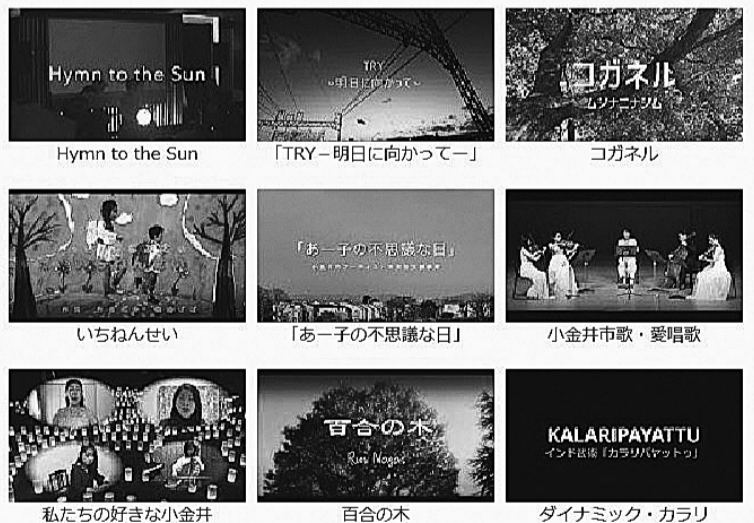 Hymn to the Sun
TRY
~明日に向かって~
コガネル
ムジナニナジム
Hymn to the Sun
「TRY－明日に向かってー」
コガネル
「あー子の不思議な日」
いちねんせい
「あー子の不思議な日」
小金井市歌・愛唱歌
百合の木
Rui Nagai
KALARIPAYATTU
インド武術「カラリパヤットゥ」
私たちの好きな小金井
百合の木
ダイナミック・カラリ